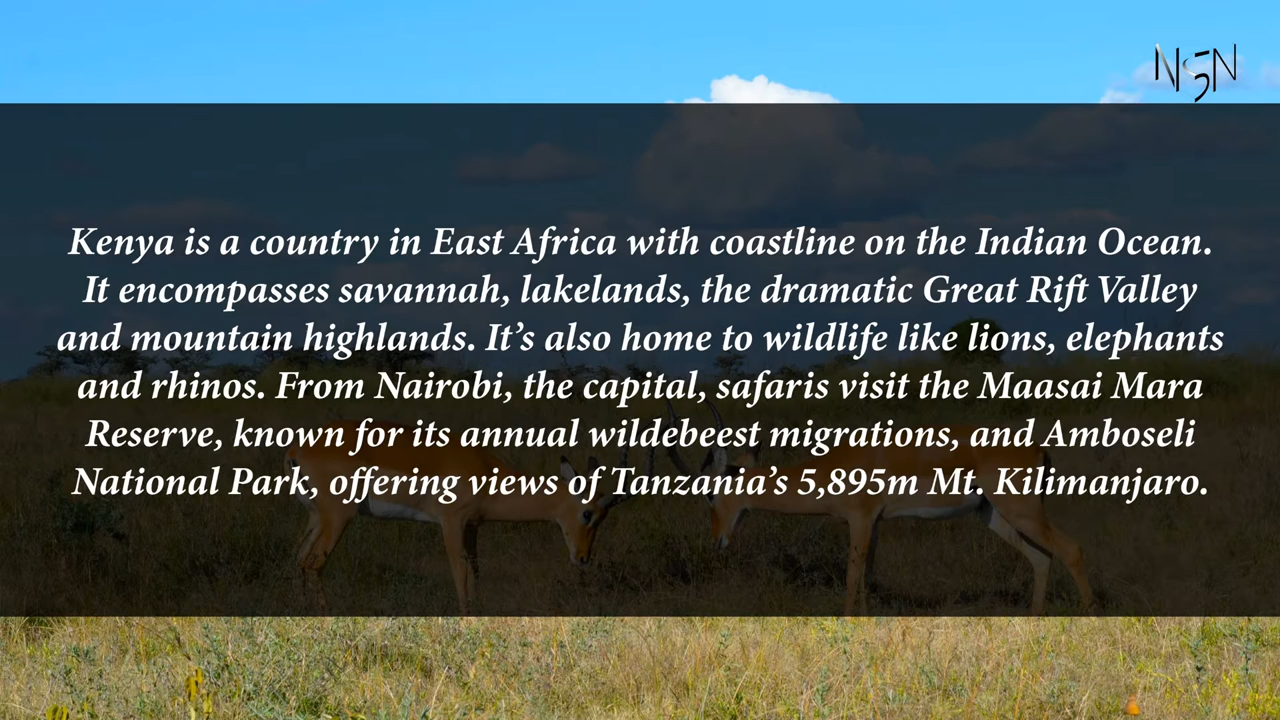 NSN
Kenya is a country in East Africa with coastline on the Indian Ocean.
It encompasses savannah, lakelands, the dramatic Great Rift Valley
and mountain highlands. It’s also home to wildlife like lions, elephants
and rhinos. From Nairobi, the capital, safaris visit the Maasai Mara
Reserve, known for its annual wildebeest migrations, and Amboseli
National Park, offering views of Tanzania’s 5,895m Mt. Kilimanjaro.